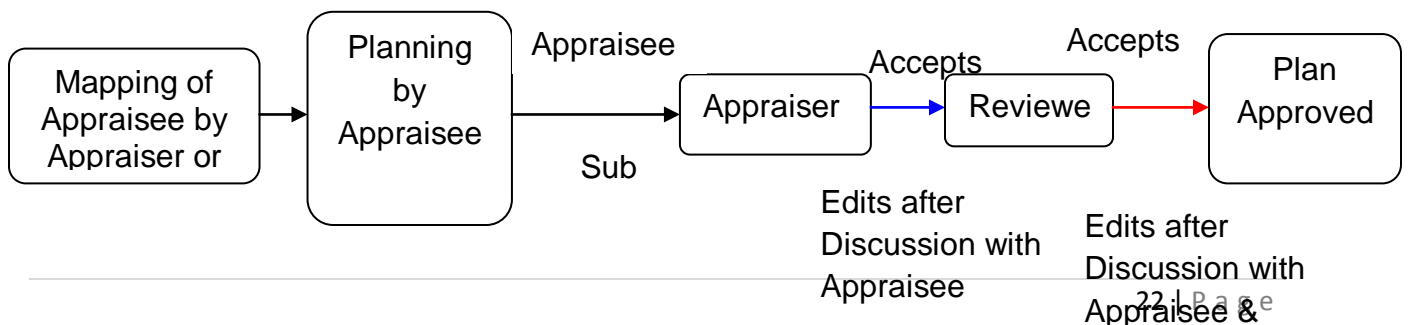 Mapping of
Appraisee by
Appraiser or
Planning
by
Appraisee
Appraisee
Sub
Appraiser
Accepts
Reviewe
Accepts
Plan
Approved
Edits after
Discussion with
Appraisee
Edits after
Discussion with
Appraisee &
22 | Page